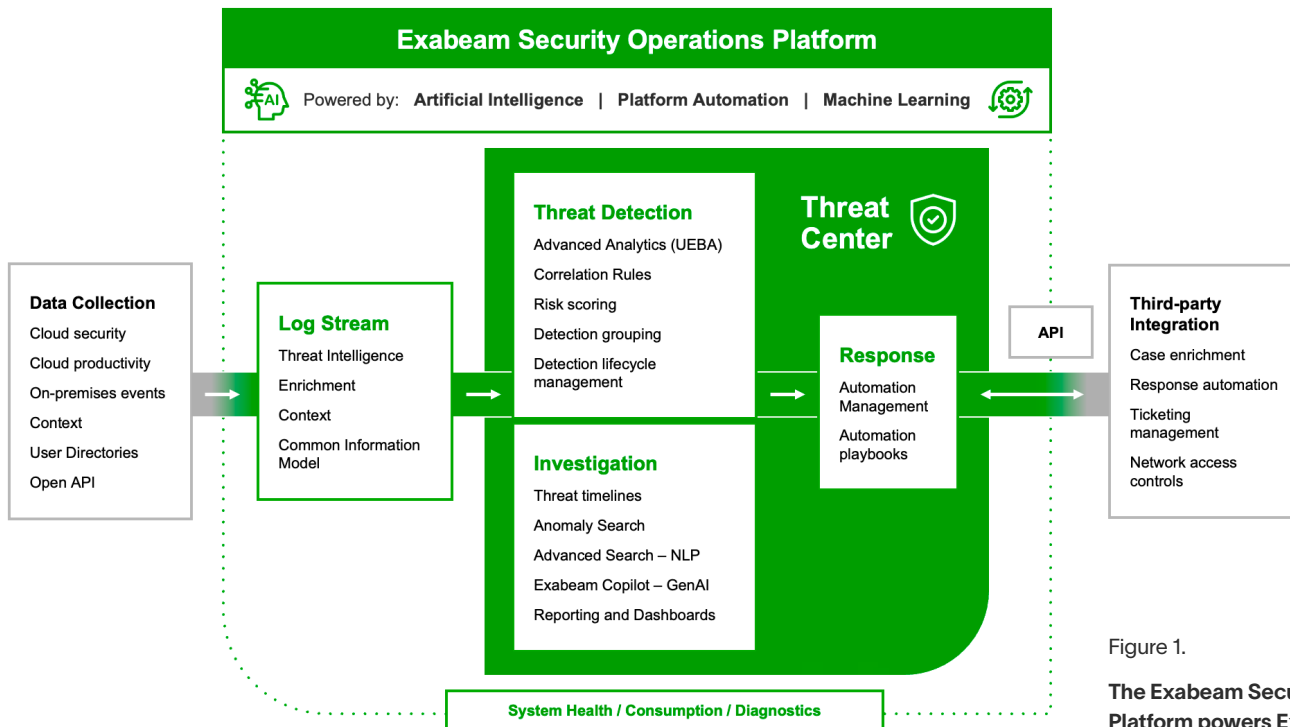 Exabeam Security Operations Platform
AI
Powered by: Artificial Intelligence | Platform Automation | Machine Learning
Data Collection
Cloud security
Cloud productivity
On-premises events
Context
User Directories
Open API
Log Stream
Threat Intelligence
Enrichment
Context
Common Information
Model
Threat Detection
Advanced Analytics (UEBA)
Correlation Rules
Risk scoring
Detection grouping
Detection lifecycle
management
Investigation
Threat timelines
Anomaly Search
Advanced Search – NLP
Exabeam Copilot – GenAI
Reporting and Dashboards
Threat
Center
Response
Automation
Management
Automation
playbooks
API
Third-party
Integration
Case enrichment
Response automation
Ticketing
management
Network access
controls
System Health / Consumption / Diagnostics
Figure 1.
The Exabeam
Platform powers